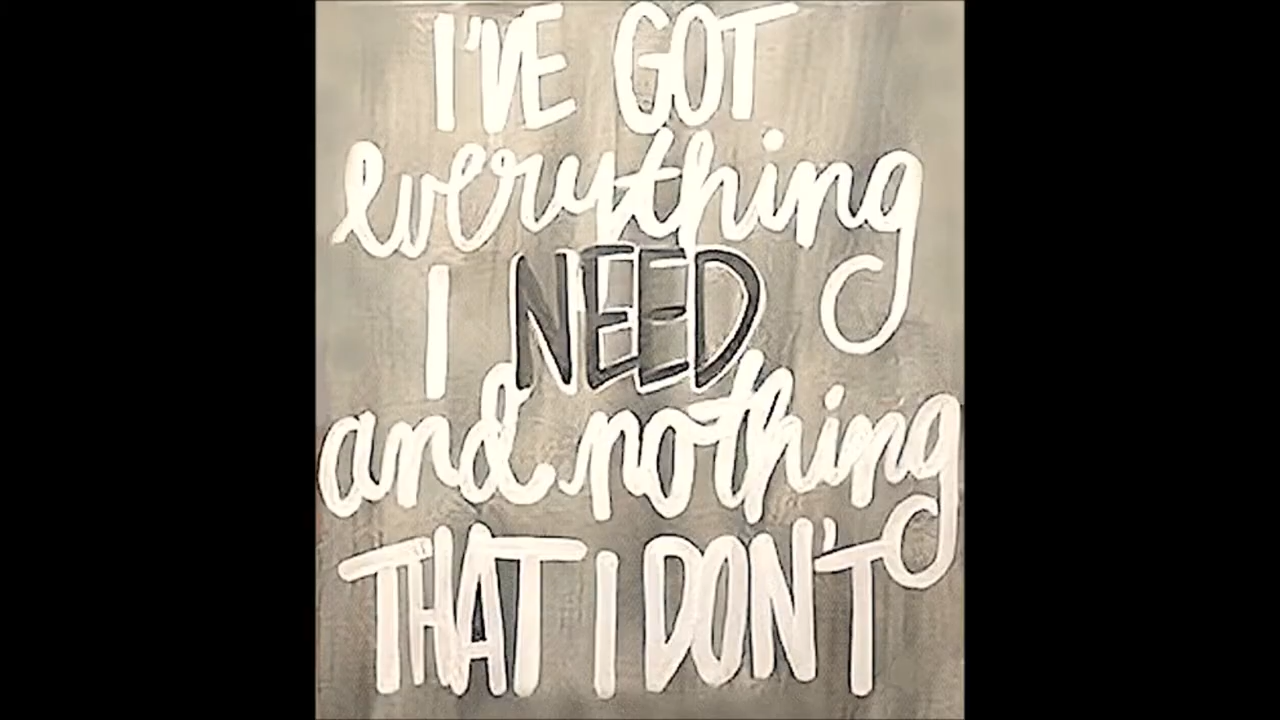 I'VE GOT
everything
I NEED
and nothing
THAT I DON'T